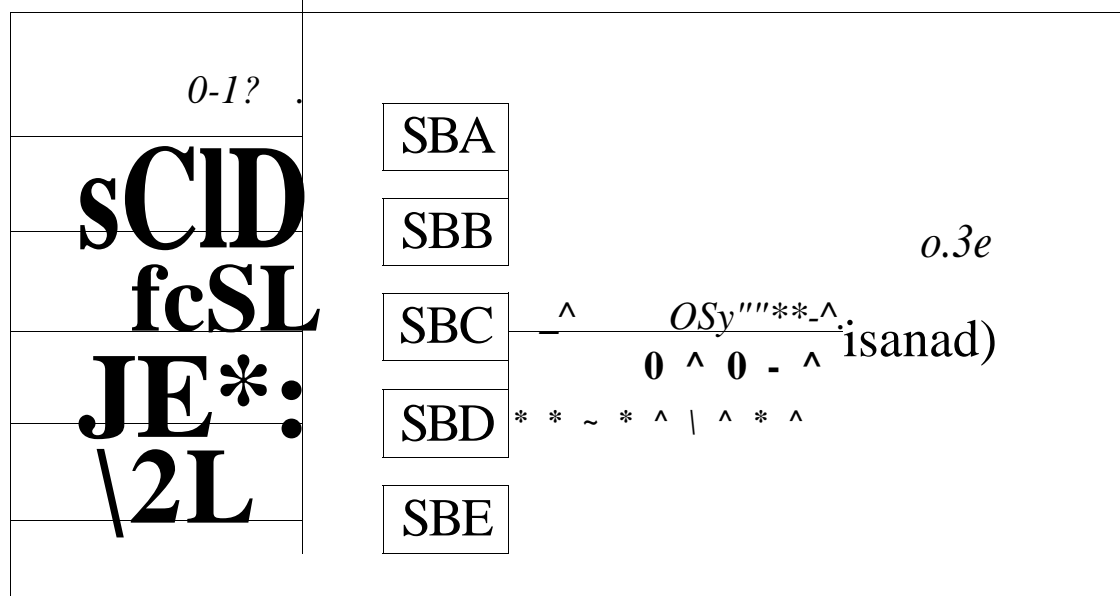 0-1? .
SBA
sClD
SBB
o.3e
fcSL
SBC
_^ OSy""**-^.
isanad)
JE*:
0 ^ 0 - ^
SBD
* * ~ * ^ \ ^ * ^
\2L
SBE